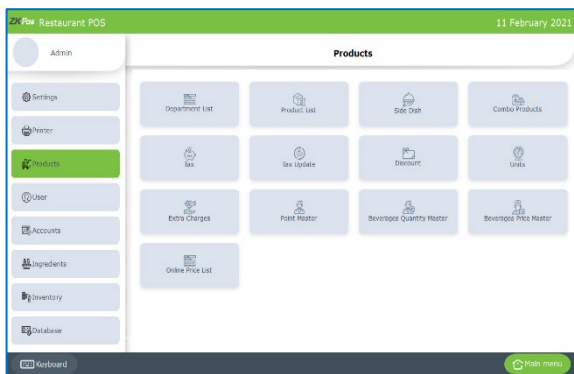 ZKPos Restaurant POS 11 February 2021
Admin
Products
Settings
Printer
Products
User
Accounts
Ingredients
Inventory
Database
Department List Product List Side Dish Combo Products
Tax Tax Update Discount Units
Extra Charges Point Master Beverages Quantity Master Beverages Price Master
Online Price List
Keyboard Main menu